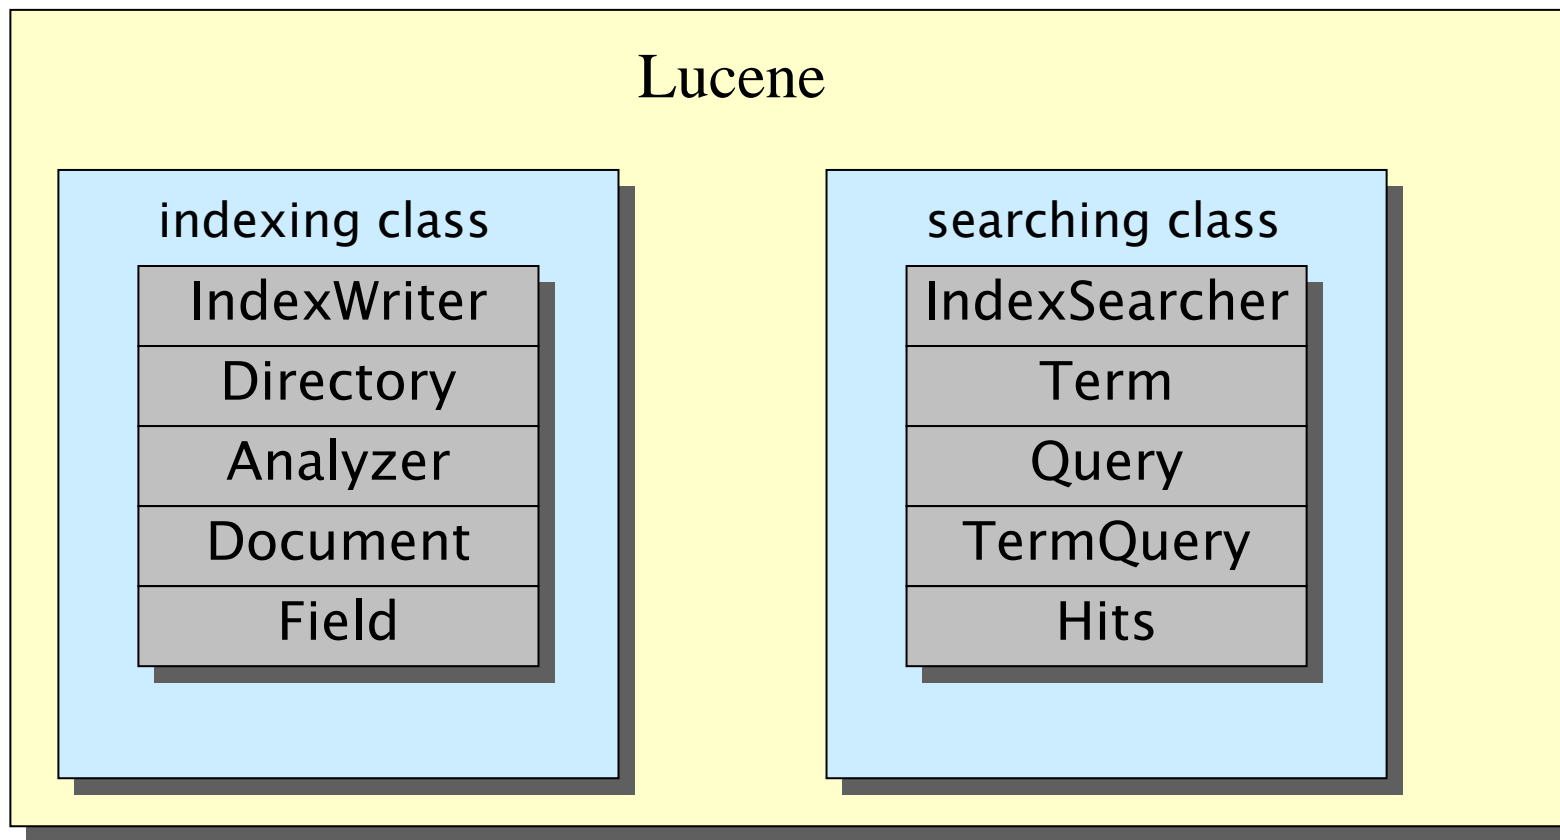 Lucene
indexing class
IndexWriter
Directory
Analyzer
Document
Field
searching class
IndexSearcher
Term
Query
TermQuery
Hits